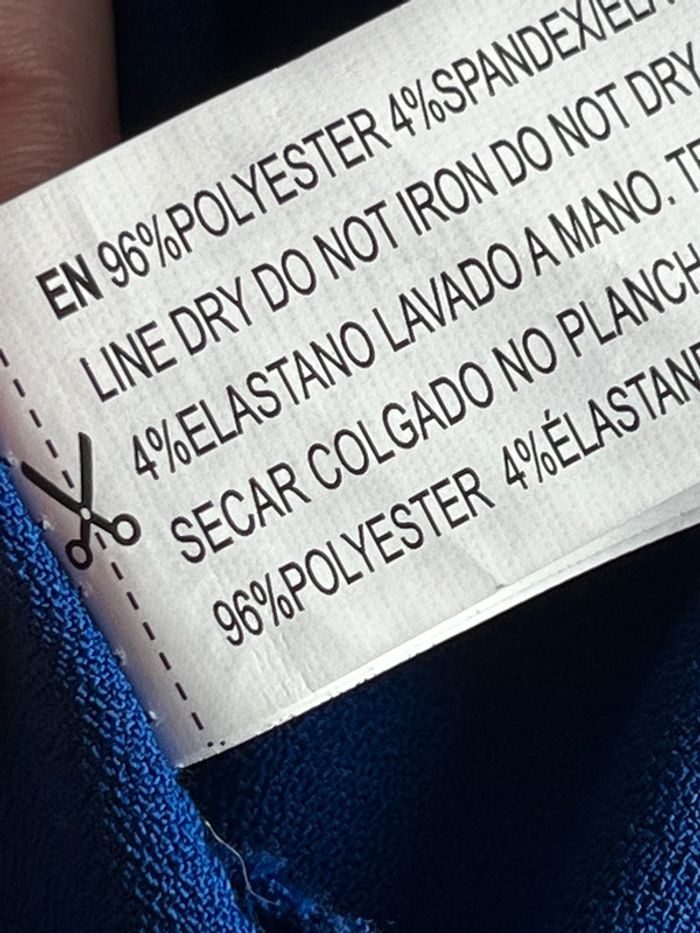 EN 96%POLYESTER 4%SPANDEX/ELA
LINE DRY DO NOT IRON DO NOT DRY
4%ELASTANO LAVADO A MANO.
SECAR COLGADO NO PLANCH
96%POLYESTER 4%ÉLASTAN